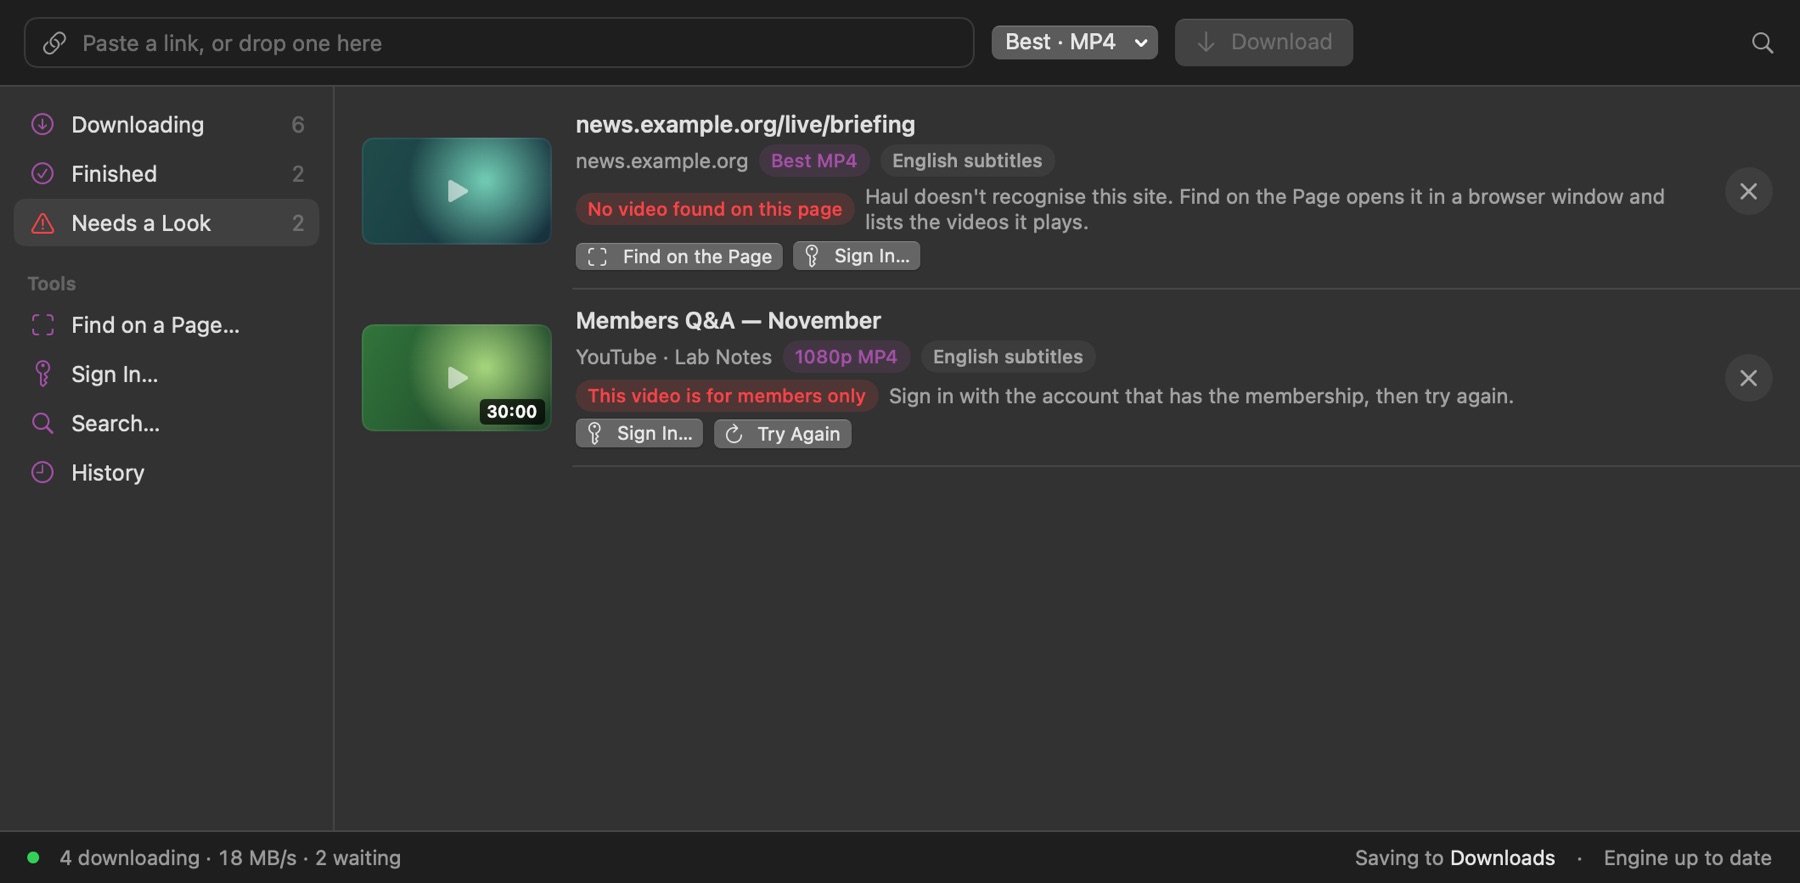 Paste a link, or drop one here
Best · MP4
Download
Downloading 6
Finished 2
Needs a Look 2
Tools
Find on a Page...
Sign In...
Search...
History
news.example.org/live/briefing
news.example.org Best MP4 English subtitles
No video found on this page
Haul doesn't recognise this site. Find on the Page opens it in a browser window and
lists the videos it plays.
Find on the Page Sign In...
30:00
Members Q&A — November
YouTube · Lab Notes 1080p MP4 English subtitles
This video is for members only Sign in with the account that has the membership, then try again.
Sign In... Try Again
4 downloading · 18 MB/s · 2 waiting
Saving to Downloads · Engine up to date